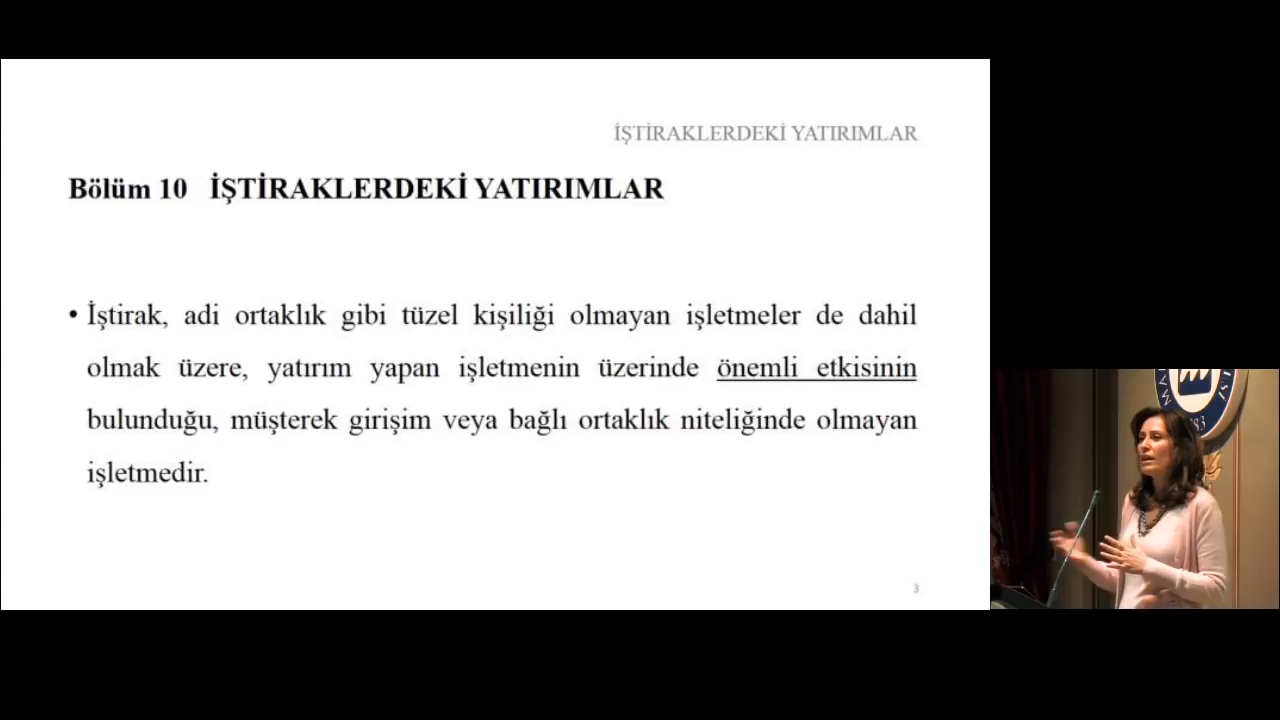 İŞTİRAKLERDEKİ YATIRIMLAR
Bölüm 10 İŞTİRAKLERDEKİ YATIRIMLAR
• İştirak, adi ortaklık gibi tüzel kişiliği olmayan işletmeler de dahil
olmak üzere, yatırım yapan işletmenin üzerinde önemli etkisinin
bulunduğu, müşterek girişim veya bağlı ortaklık niteliğinde olmayan
işletmedir.
3